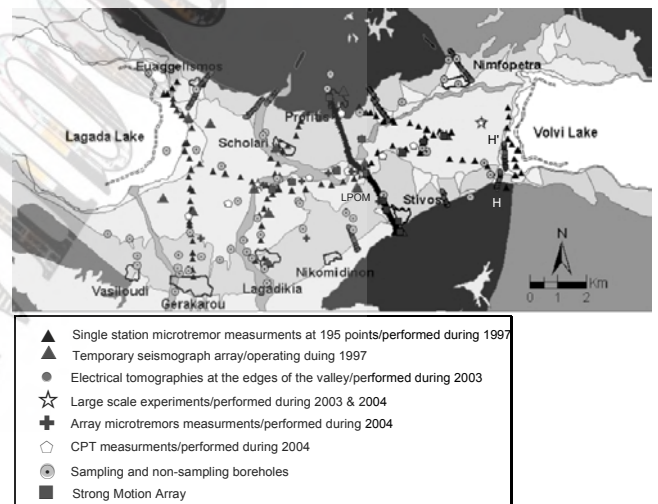 Euaggelismos
Nimfopetra
Profitis
Lagada Lake
Scholari
Volvi Lake
H'
LPOM
Stivos
H
N
Nikomidinon
Vasiloudi
Lagadikia
Gerakarou
0 1 2 Km
Single station microtremor measurments at 195 points/performed during 1997
Temporary seismograph array/operating duing 1997
Electrical tomographies at the edges of the valley/performed during 2003
Large scale experiments/performed during 2003 & 2004
Array microtremors measurments/performed during 2004
CPT measurments/performed during 2004
Sampling and non-sampling boreholes
Strong Motion Array